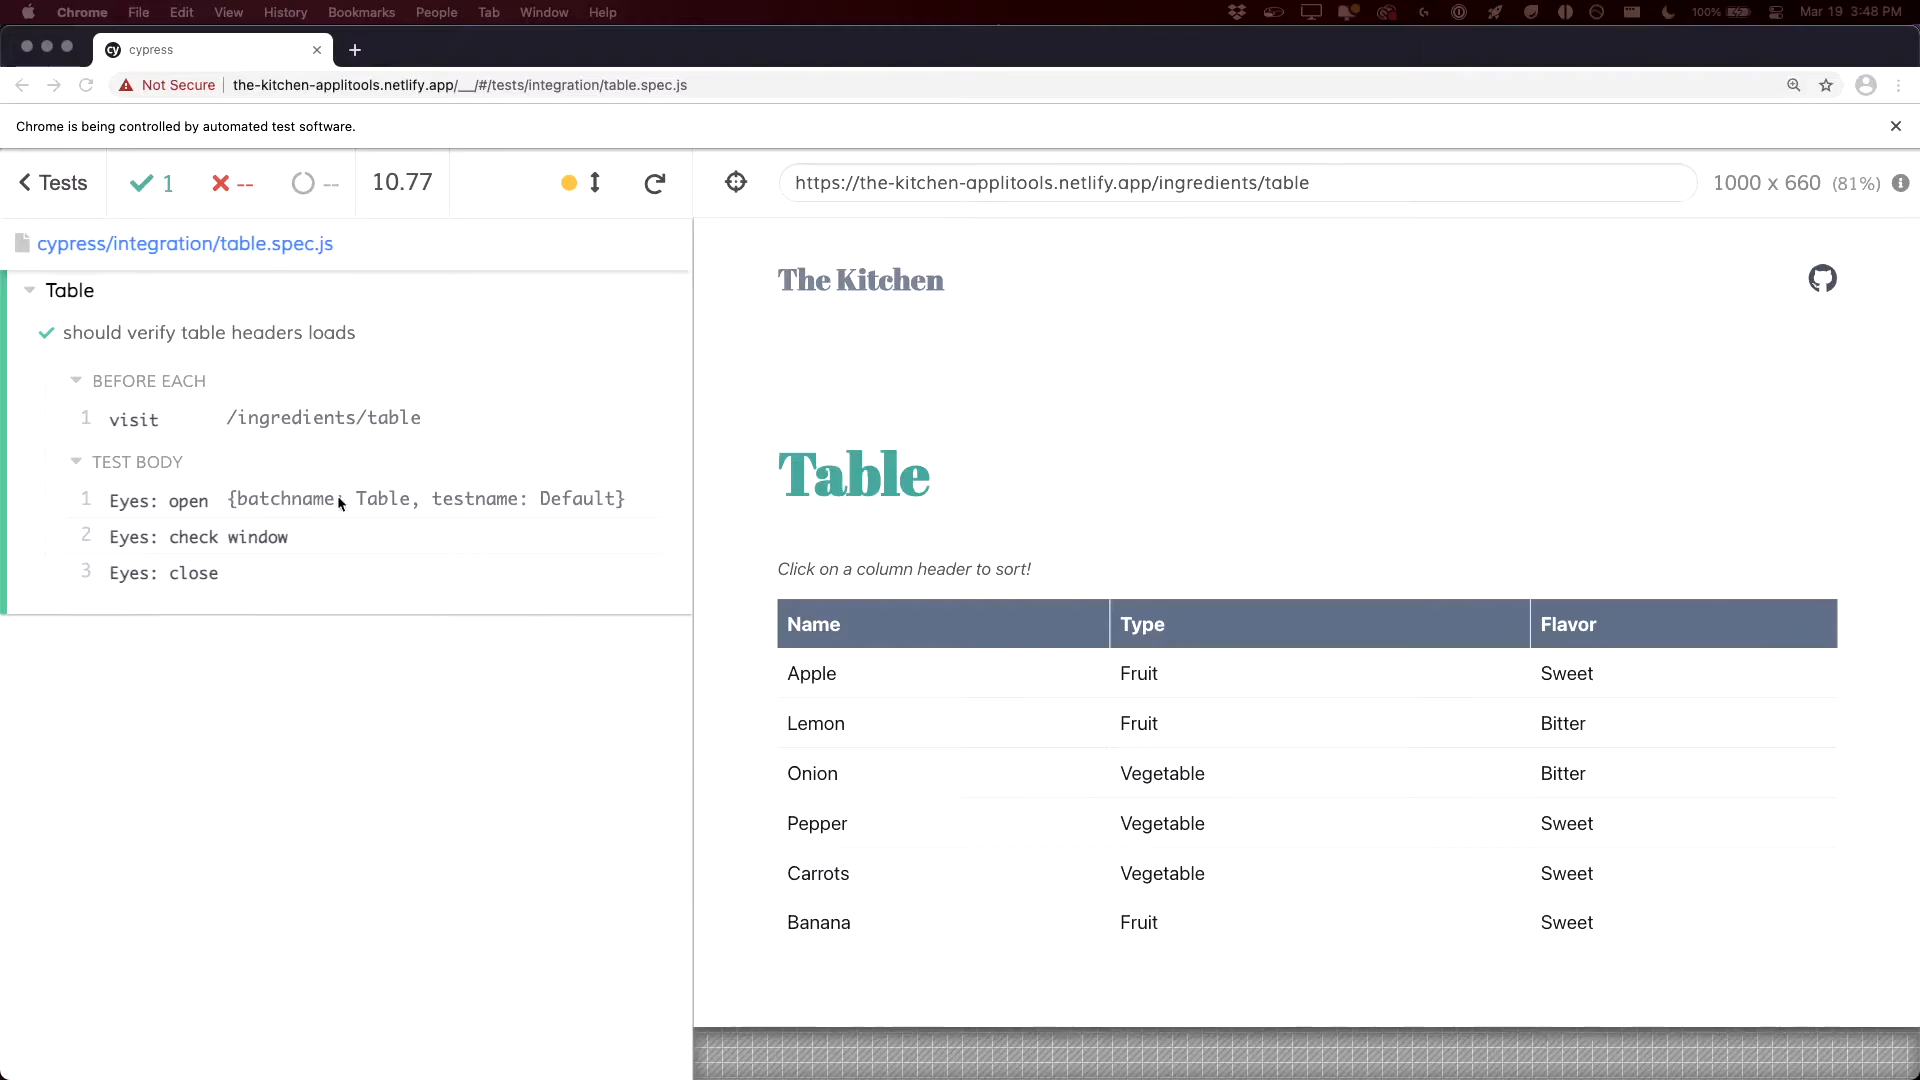 Chrome File Edit View History Bookmarks People Tab Window Help 100% Mar 19 3:48 PM
cy cypress
Not Secure the-kitchen-applitools.netlify.app/__/#/tests/integration/table.spec.js
Chrome is being controlled by automated test software.
Tests 1 -- -- 10.77 https://the-kitchen-applitools.netlify.app/ingredients/table 1000 x 660 (81%)
cypress/integration/table.spec.js
Table
should verify table headers loads
BEFORE EACH
1 visit /ingredients/table
TEST BODY
1 Eyes: open {batchname: Table, testname: Default}
2 Eyes: check window
3 Eyes: close
The Kitchen
Table
Click on a column header to sort!
Name Type Flavor
Apple Fruit Sweet
Lemon Fruit Bitter
Onion Vegetable Bitter
Pepper Vegetable Sweet
Carrots Vegetable Sweet
Banana Fruit Sweet